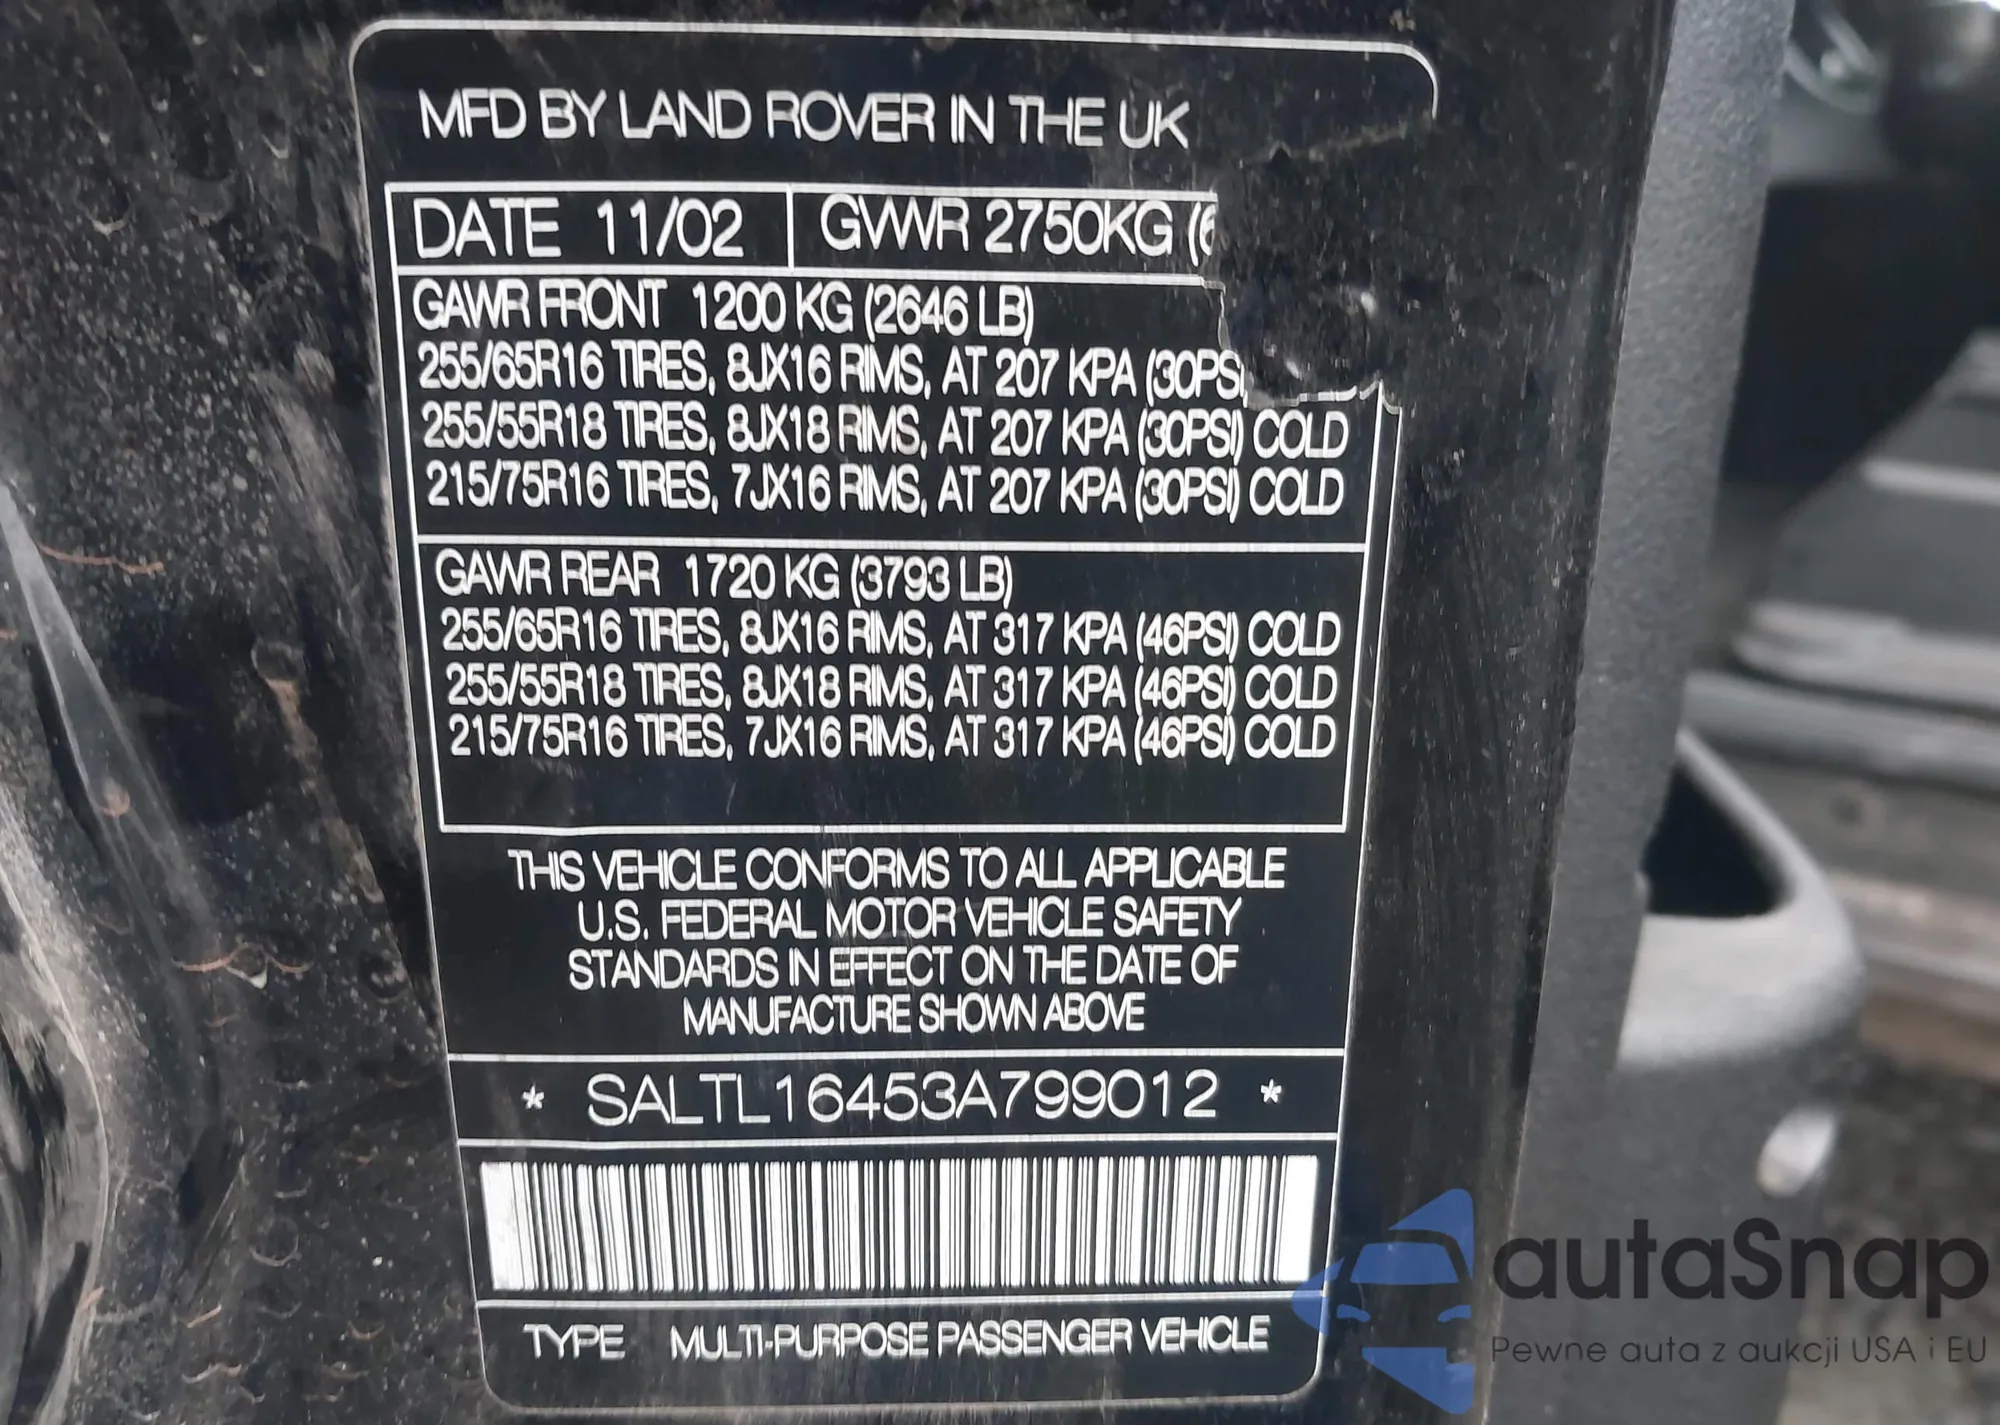 MFD BY LAND ROVER IN THE UK
DATE 11/02 GVWR 2750KG (6
GAWR FRONT 1200 KG (2646 LB)
255/65R16 TIRES, 8JX16 RIMS, AT 207 KPA (30PSI
255/55R18 TIRES, 8JX18 RIMS, AT 207 KPA (30PSI) COLD
215/75R16 TIRES, 7JX16 RIMS, AT 207 KPA (30PSI) COLD
GAWR REAR 1720 KG (3793 LB)
255/65R16 TIRES, 8JX16 RIMS, AT 317 KPA (46PSI) COLD
255/55R18 TIRES, 8JX18 RIMS, AT 317 KPA (46PSI) COLD
215/75R16 TIRES, 7JX16 RIMS, AT 317 KPA (46PSI) COLD
THIS VEHICLE CONFORMS TO ALL APPLICABLE
U.S. FEDERAL MOTOR VEHICLE SAFETY
STANDARDS IN EFFECT ON THE DATE OF
MANUFACTURE SHOWN ABOVE
* SALTL16453A799012 *
TYPE MULTI-PURPOSE PASSENGER VEHICLE
autaSnap
Pewne auta z aukcji USA i EU